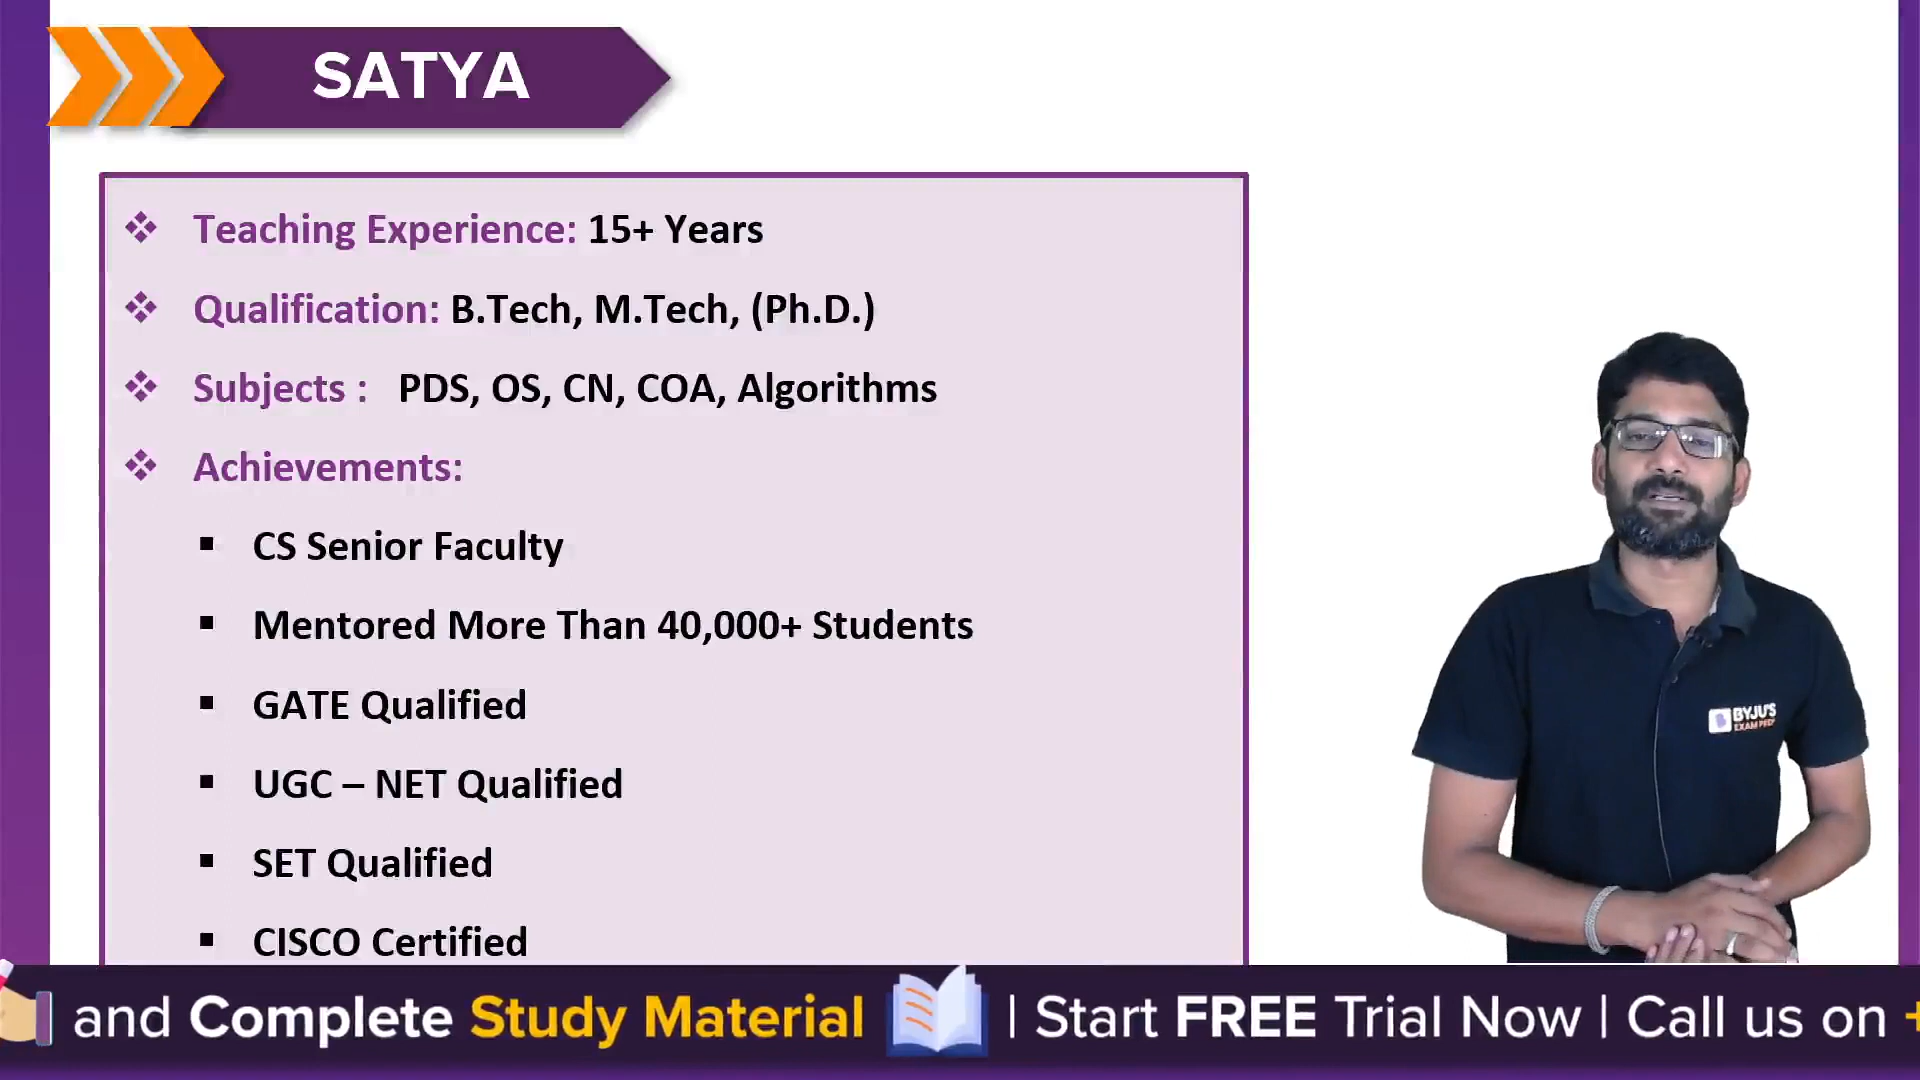 SATYA
Teaching Experience: 15+ Years
Qualification: B.Tech, M.Tech, (Ph.D.)
Subjects : PDS, OS, CN, COA, Algorithms
Achievements:
CS Senior Faculty
Mentored More Than 40,000+ Students
GATE Qualified
UGC – NET Qualified
SET Qualified
CISCO Certified
BYJU'S
EXAM PREP
and Complete Study Material | Start FREE Trial Now | Call us on +